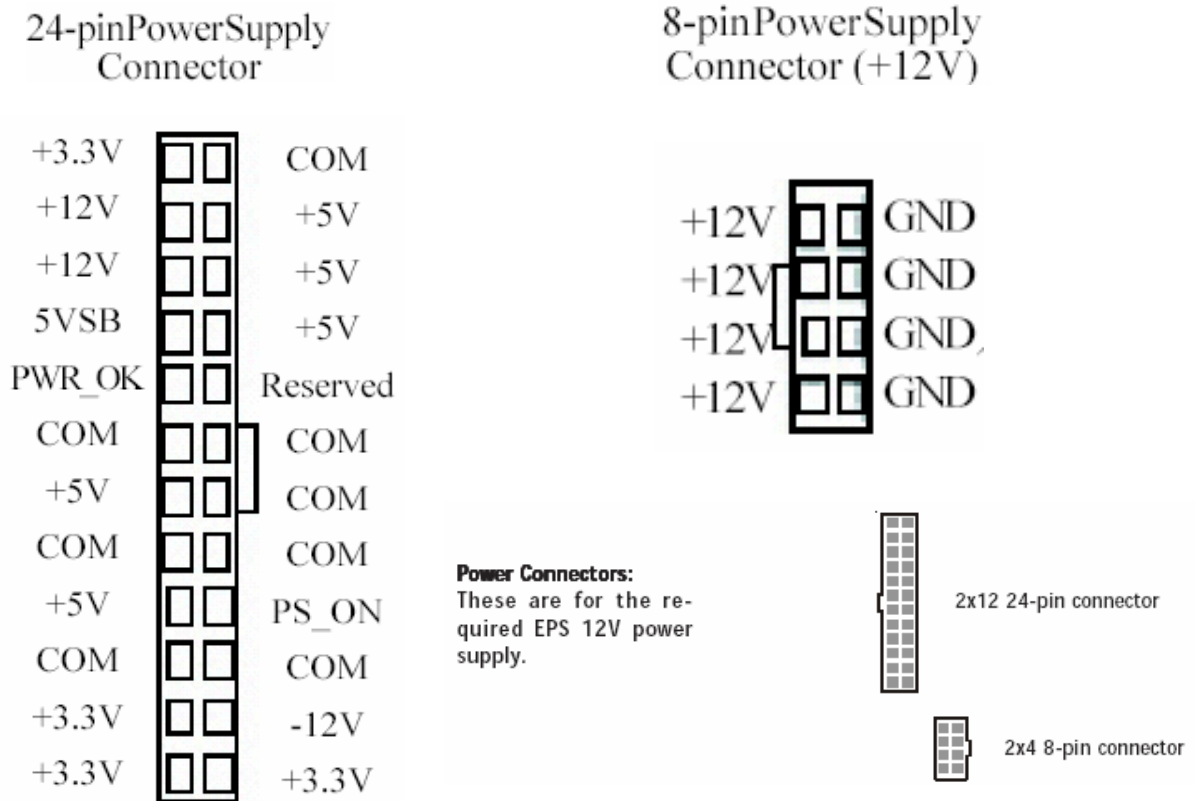 24-pinPowerSupply
Connector
+3.3V COM
+12V +5V
+12V +5V
5VSB +5V
PWR_OK Reserved
COM COM
+5V COM
COM COM
+5V PS_ON
COM COM
+3.3V -12V
+3.3V +3.3V
8-pinPowerSupply
Connector (+12V)
+12V GND
+12V GND
+12V GND
+12V GND
Power Connectors:
These are for the re-
quired EPS 12V power
supply.
2x12 24-pin connector
2x4 8-pin connector